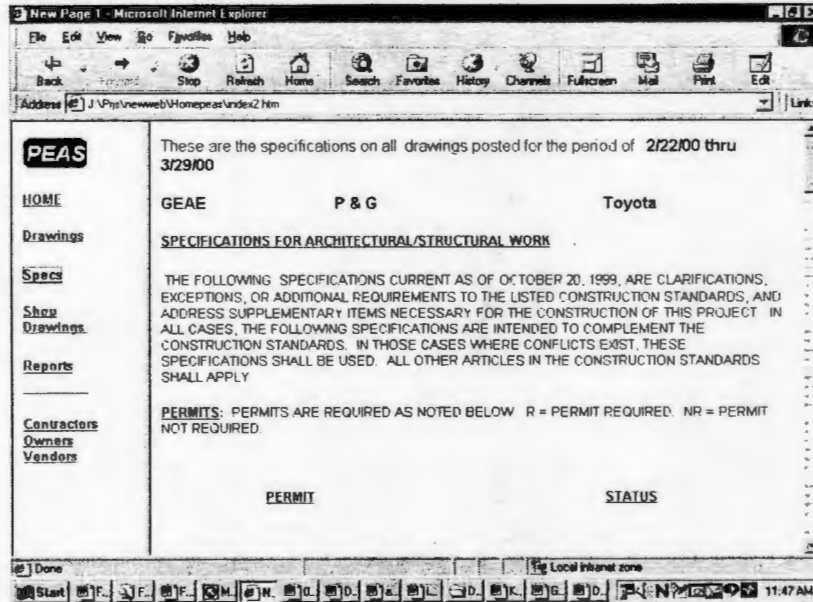 New Page 1 - Microsoft Internet Explorer
File Edit View Go Favorites Help
Back Forward Stop Refresh Home Search Favorites History Channels Fullscreen Mail Print Edit
Address J:\Pns\newweb\Homepeas\index2.htm Links
PEAS
HOME
Drawings
Specs
Shop
Drawings
Reports
Contractors
Owners
Vendors
These are the specifications on all drawings posted for the period of 2/22/00 thru
3/29/00
GEAE P & G Toyota
SPECIFICATIONS FOR ARCHITECTURAL/STRUCTURAL WORK
THE FOLLOWING SPECIFICATIONS CURRENT AS OF OCTOBER 20, 1999, ARE CLARIFICATIONS,
EXCEPTIONS, OR ADDITIONAL REQUIREMENTS TO THE LISTED CONSTRUCTION STANDARDS, AND
ADDRESS SUPPLEMENTARY ITEMS NECESSARY FOR THE CONSTRUCTION OF THIS PROJECT IN
ALL CASES, THE FOLLOWING SPECIFICATIONS ARE INTENDED TO COMPLEMENT THE
CONSTRUCTION STANDARDS. IN THOSE CASES WHERE CONFLICTS EXIST, THESE
SPECIFICATIONS SHALL BE USED. ALL OTHER ARTICLES IN THE CONSTRUCTION STANDARDS
SHALL APPLY
PERMITS: PERMITS ARE REQUIRED AS NOTED BELOW R = PERMIT REQUIRED. NR = PERMIT
NOT REQUIRED.
PERMIT STATUS
Done Local intranet zone
Start 11:47 AM